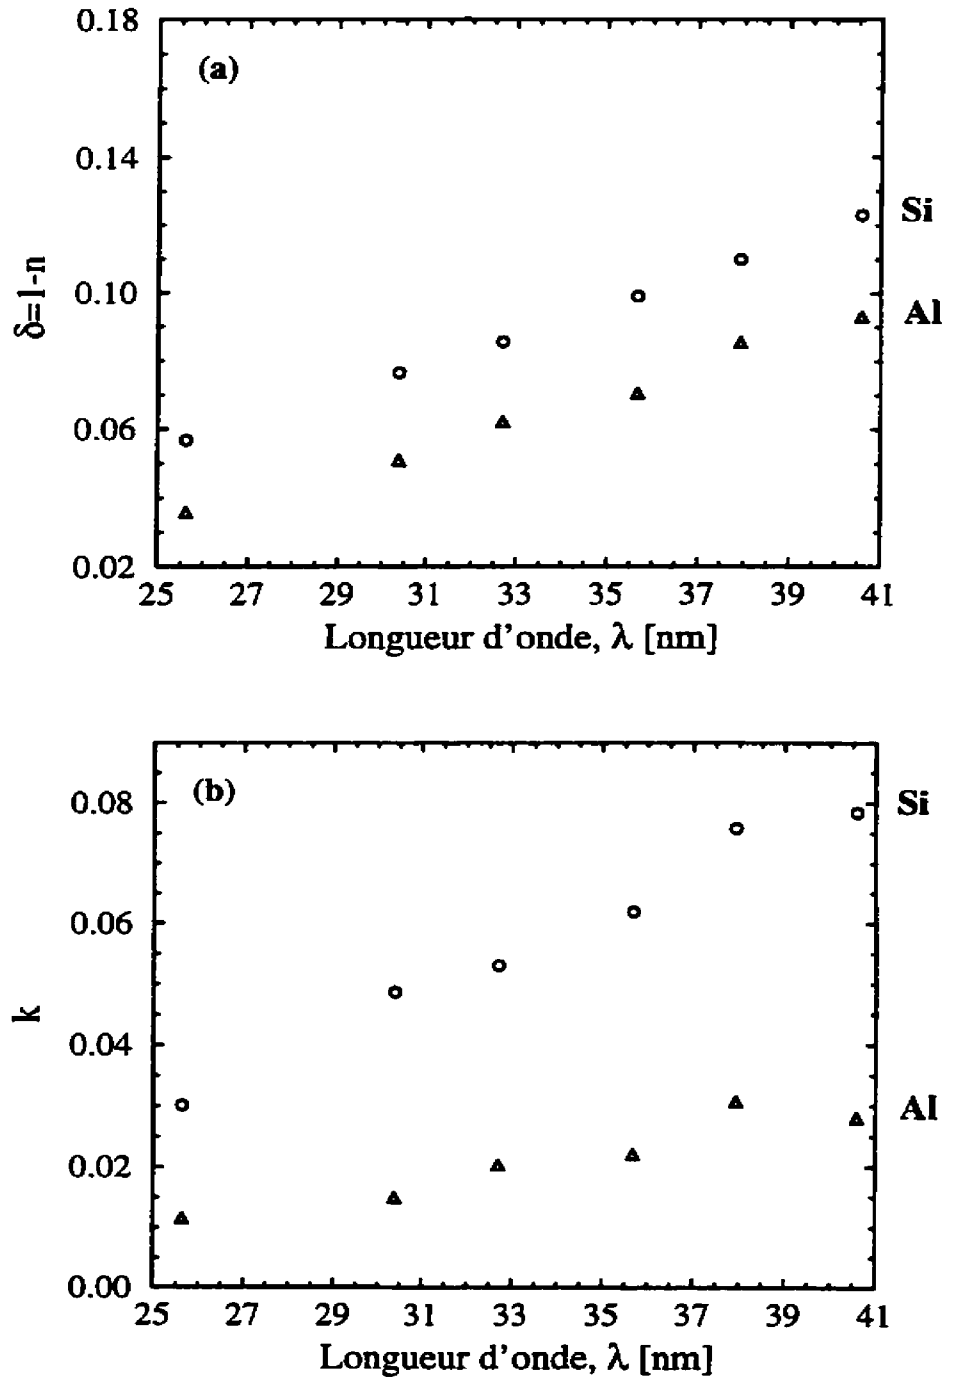 0.18
(a)
0.14
Si
δ=1-n
0.10
Al
0.06
0.02
25 27 29 31 33 35 37 39 41
Longueur d'onde, λ [nm]
(b)
0.08
Si
0.06
k
0.04
Al
0.02
0.00
25 27 29 31 33 35 37 39 41
Longueur d'onde, λ [nm]